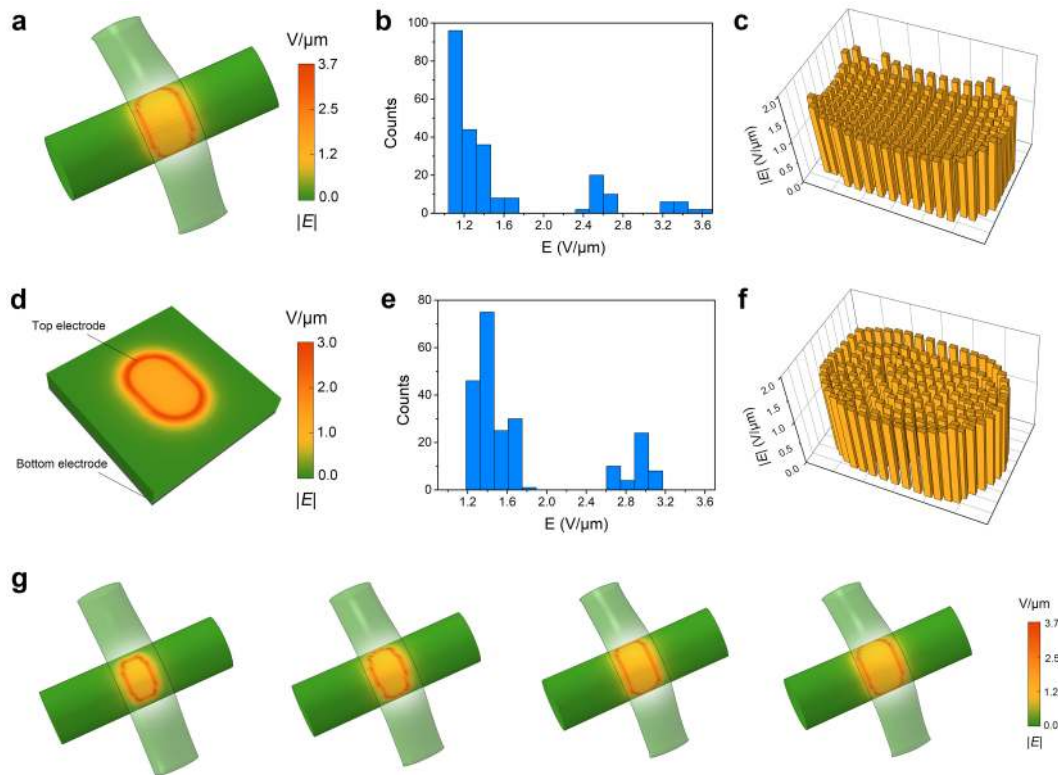 a
V/μm
3.7
2.5
1.2
0.0
|E|
b
100
80
60
40
20
0
Counts
1.2
1.6
2.0
2.4
2.8
3.2
3.6
E (V/μm)
c
2.0
1.5
1.0
0.5
0.0
|E| (V/μm)
d
Top electrode
Bottom electrode
V/μm
3.0
2.0
1.0
0.0
|E|
e
80
60
40
20
0
Counts
1.2
1.6
2.0
2.4
2.8
3.2
3.6
E (V/μm)
f
2.0
1.5
1.0
0.5
0.0
|E| (V/μm)
g
V/μm
3.7
2.5
1.2
0.0
|E|